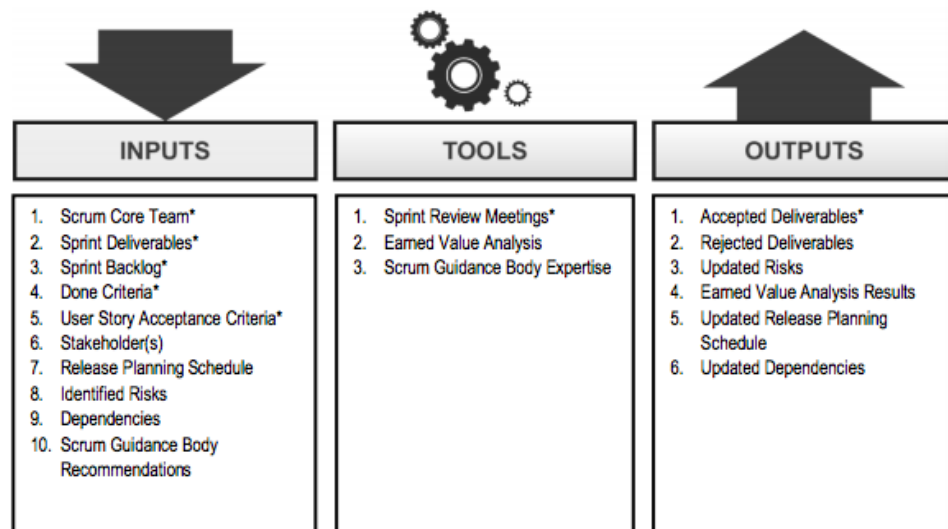 INPUTS
1. Scrum Core Team*
2. Sprint Deliverables*
3. Sprint Backlog*
4. Done Criteria*
5. User Story Acceptance Criteria*
6. Stakeholder(s)
7. Release Planning Schedule
8. Identified Risks
9. Dependencies
10. Scrum Guidance Body
Recommendations
TOOLS
1. Sprint Review Meetings*
2. Earned Value Analysis
3. Scrum Guidance Body Expertise
OUTPUTS
1. Accepted Deliverables*
2. Rejected Deliverables
3. Updated Risks
4. Earned Value Analysis Results
5. Updated Release Planning
Schedule
6. Updated Dependencies